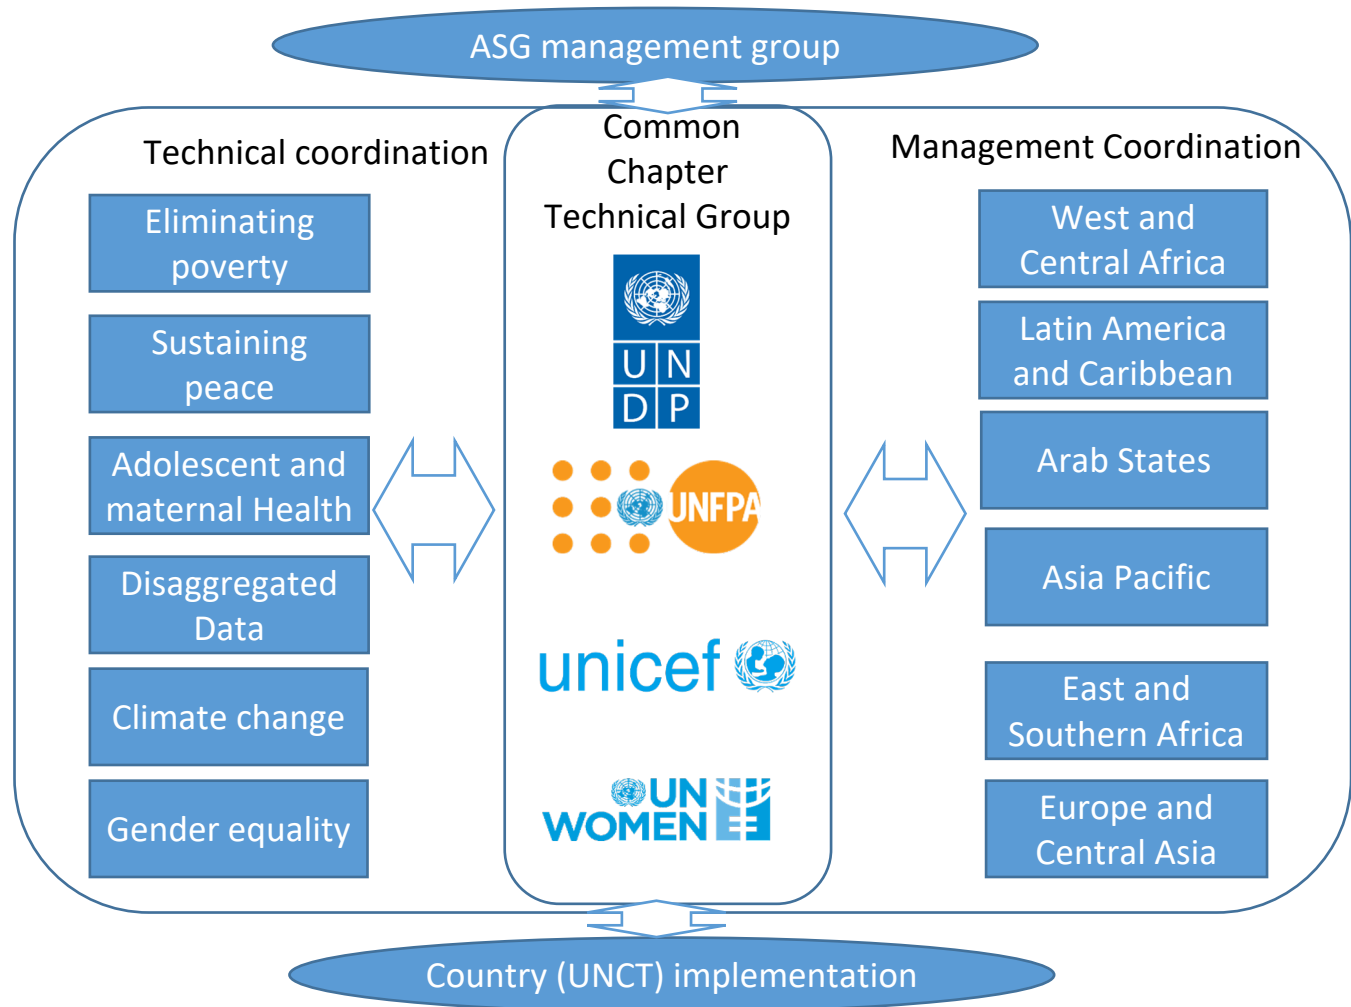 ASG management group
Technical coordination
Eliminating
poverty
Sustaining
peace
Adolescent and
maternal Health
Disaggregated
Data
Climate change
Gender equality
Common
Chapter
Technical Group
U N
D P
UNFPA
unicef
UN
WOMEN
Management Coordination
West and
Central Africa
Latin America
and Caribbean
Arab States
Asia Pacific
East and
Southern Africa
Europe and
Central Asia
Country (UNCT) implementation